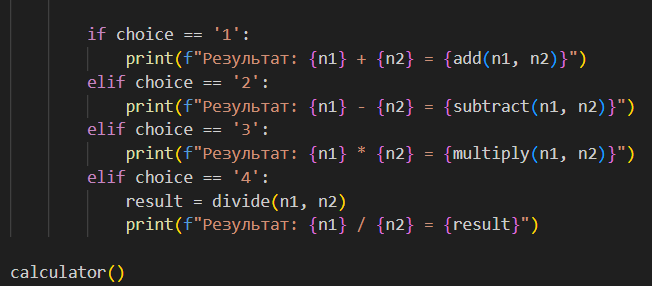 if choice == '1':
print(f"Результат: {n1} + {n2} = {add(n1, n2)}")
elif choice == '2':
print(f"Результат: {n1} - {n2} = {subtract(n1, n2)}")
elif choice == '3':
print(f"Результат: {n1} * {n2} = {multiply(n1, n2)}")
elif choice == '4':
result = divide(n1, n2)
print(f"Результат: {n1} / {n2} = {result}")
calculator()